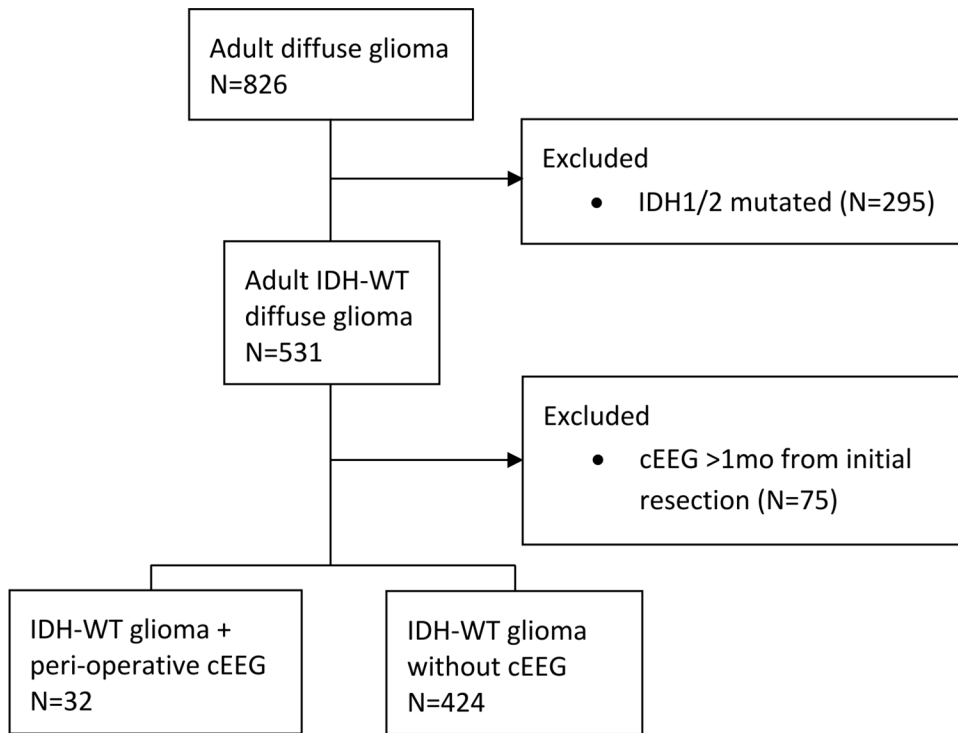 Adult diffuse glioma
N=826
Excluded
• IDH1/2 mutated (N=295)
Adult IDH-WT
diffuse glioma
N=531
Excluded
• cEEG >1mo from initial
resection (N=75)
IDH-WT glioma +
peri-operative cEEG
N=32
IDH-WT glioma
without cEEG
N=424